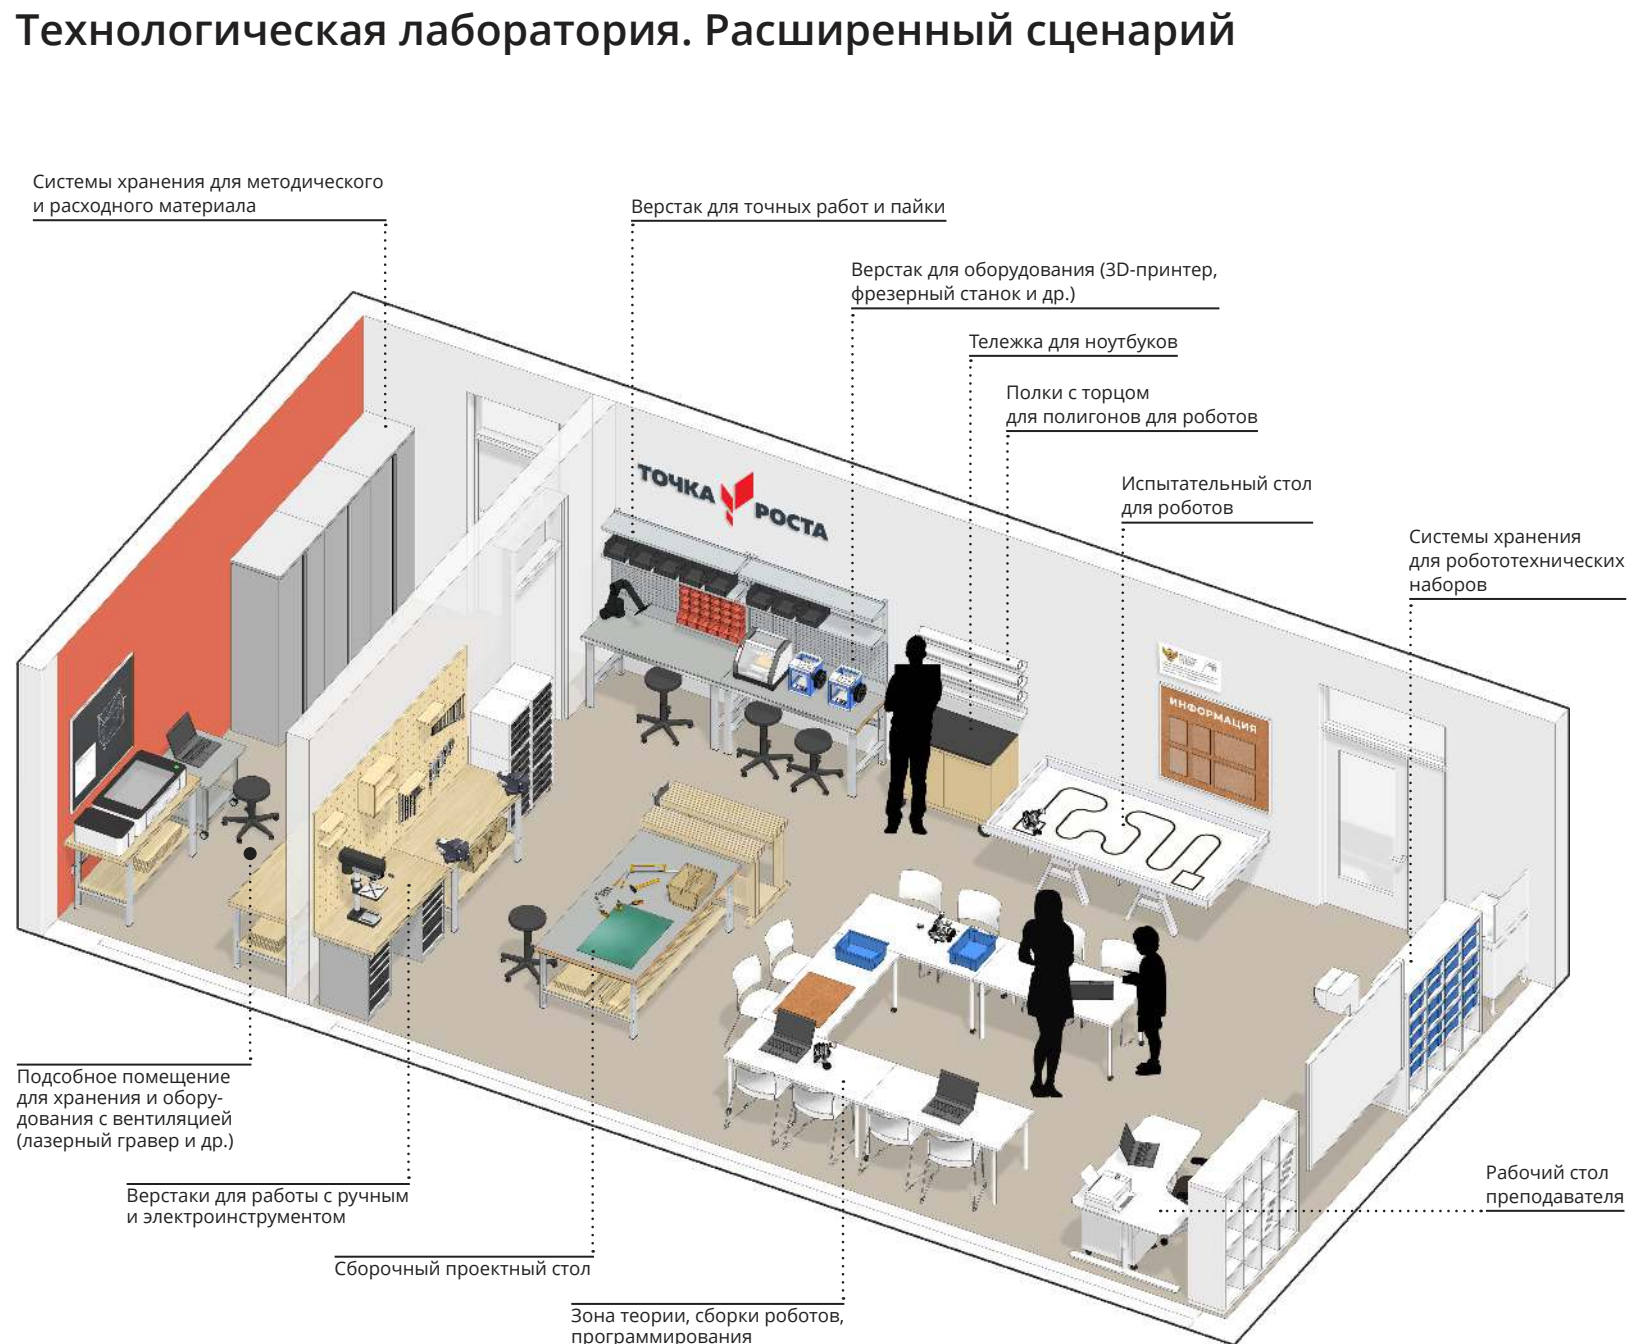 Технологическая лаборатория. Расширенный сценарий
Системы хранения для методического
и расходного материала
Верстак для точных работ и пайки
Верстак для оборудования (3D-принтер,
фрезерный станок и др.)
Тележка для ноутбуков
Полки с торцом
для полигонов для роботов
Испытательный стол
для роботов
Системы хранения
для робототехнических
наборов
ТОЧКА
РОСТА
ИНФОРМАЦИЯ
Подсобное помещение
для хранения и обору-
дования с вентиляцией
(лазерный гравер и др.)
Верстаки для работы с ручным
и электроинструментом
Сборочный проектный стол
Зона теории, сборки роботов,
программирования
Рабочий стол
преподавателя